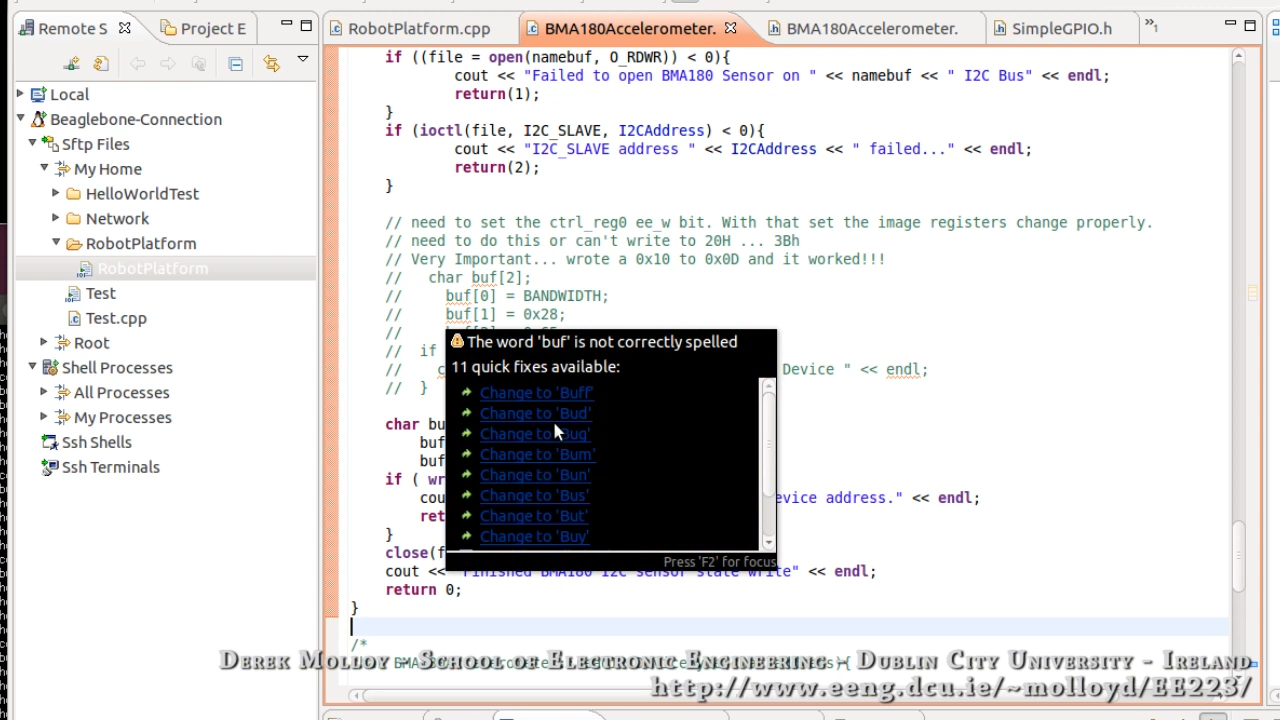 Remote S
Project E
RobotPlatform.cpp
BMA180Accelerometer.
BMA180Accelerometer.
SimpleGPIO.h
»1
Local
Beaglebone-Connection
Sftp Files
My Home
HelloWorldTest
Network
RobotPlatform
RobotPlatform
Test
Test.cpp
Root
Shell Processes
All Processes
My Processes
Ssh Shells
Ssh Terminals
if ((file = open(namebuf, O_RDWR)) < 0){
cout << "Failed to open BMA180 Sensor on " << namebuf << " I2C Bus" << endl;
return(1);
}
if (ioctl(file, I2C_SLAVE, I2CAddress) < 0){
cout << "I2C_SLAVE address " << I2CAddress << " failed..." << endl;
return(2);
}
// need to set the ctrl_reg0 ee_w bit. With that set the image registers change properly.
// need to do this or can't write to 20H ... 3Bh
// Very Important... wrote a 0x10 to 0x0D and it worked!!!
// char buf[2];
// buf[0] = BANDWIDTH;
// buf[1] = 0x28;
//
// if
// c Device " << endl;
// }
char bu
buf
buf
if ( wr
cou evice address." << endl;
ret
}
close(f
cout << "Finished BMA180 I2C sensor state write" << endl;
return 0;
}
/*
The word 'buf' is not correctly spelled
11 quick fixes available:
Change to 'Buff'
Change to 'Bud'
Change to 'Bug'
Change to 'Bum'
Change to 'Bun'
Change to 'Bus'
Change to 'But'
Change to 'Buy'
Press 'F2' for focus
Derek Molloy - School of Electronic Engineering - Dublin City University - Ireland
http://www.eeng.dcu.ie/~molloyd/EE223/